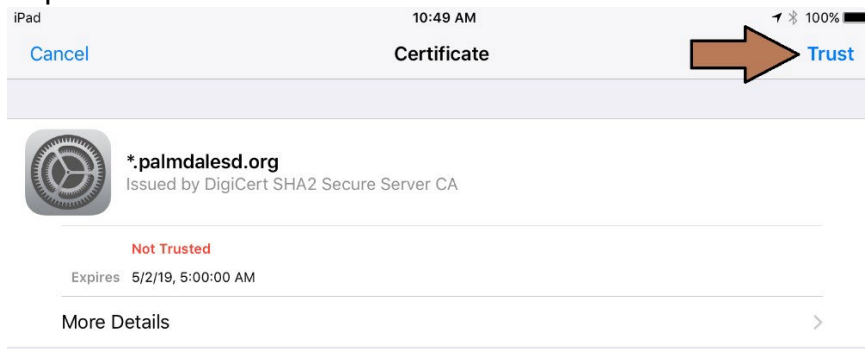 iPad 10:49 AM 100%
Cancel Certificate Trust
*.palmdalesd.org
Issued by DigiCert SHA2 Secure Server CA
Not Trusted
Expires 5/2/19, 5:00:00 AM
More Details